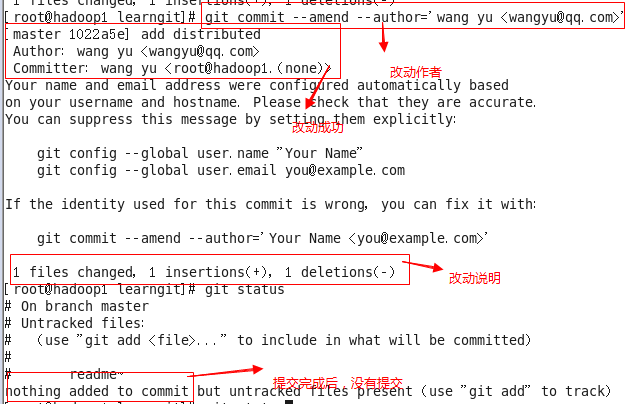 1 files changed, 1 insertions(+), 1 deletions(-)
[root@hadoop1 learngit]# git commit --amend --author='wang yu <wangyu@qq.com>'
[master 1022a5e] add distributed
Author: wang yu <wangyu@qq.com>
Committer: wang yu <root@hadoop1.(none)>
改动作者
Your name and email address were configured automatically based
on your username and hostname. Please check that they are accurate.
You can suppress this message by setting them explicitly:
改动成功
git config --global user.name "Your Name"
git config --global user.email you@example.com
If the identity used for this commit is wrong, you can fix it with:
git commit --amend --author='Your Name <you@example.com>'
1 files changed, 1 insertions(+), 1 deletions(-)
改动说明
[root@hadoop1 learngit]# git status
# On branch master
# Untracked files:
#   (use "git add <file>..." to include in what will be committed)
#
#       readme~
提交完成后，没有提交
nothing added to commit but untracked files present (use "git add" to track)